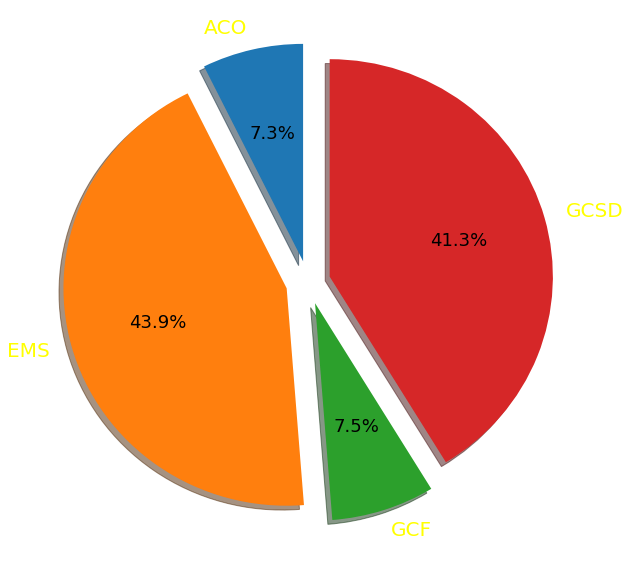 ACO
7.3%
GCSD
41.3%
EMS
43.9%
7.5%
GCF